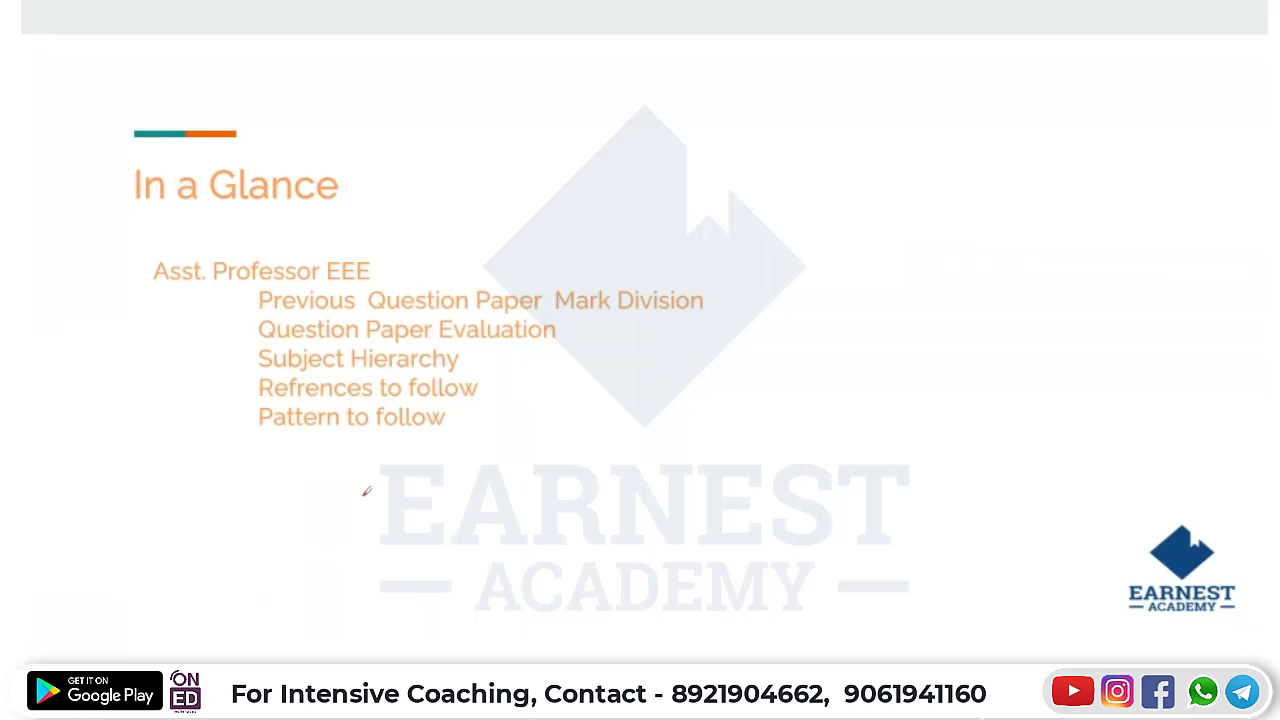 In a Glance
Asst. Professor EEE
Previous Question Paper Mark Division
Question Paper Evaluation
Subject Hierarchy
Refrences to follow
Pattern to follow
EARNEST
ACADEMY
EARNEST
ACADEMY
GET IT ON
Google Play
ON
ED
For Intensive Coaching, Contact - 8921904662, 9061941160